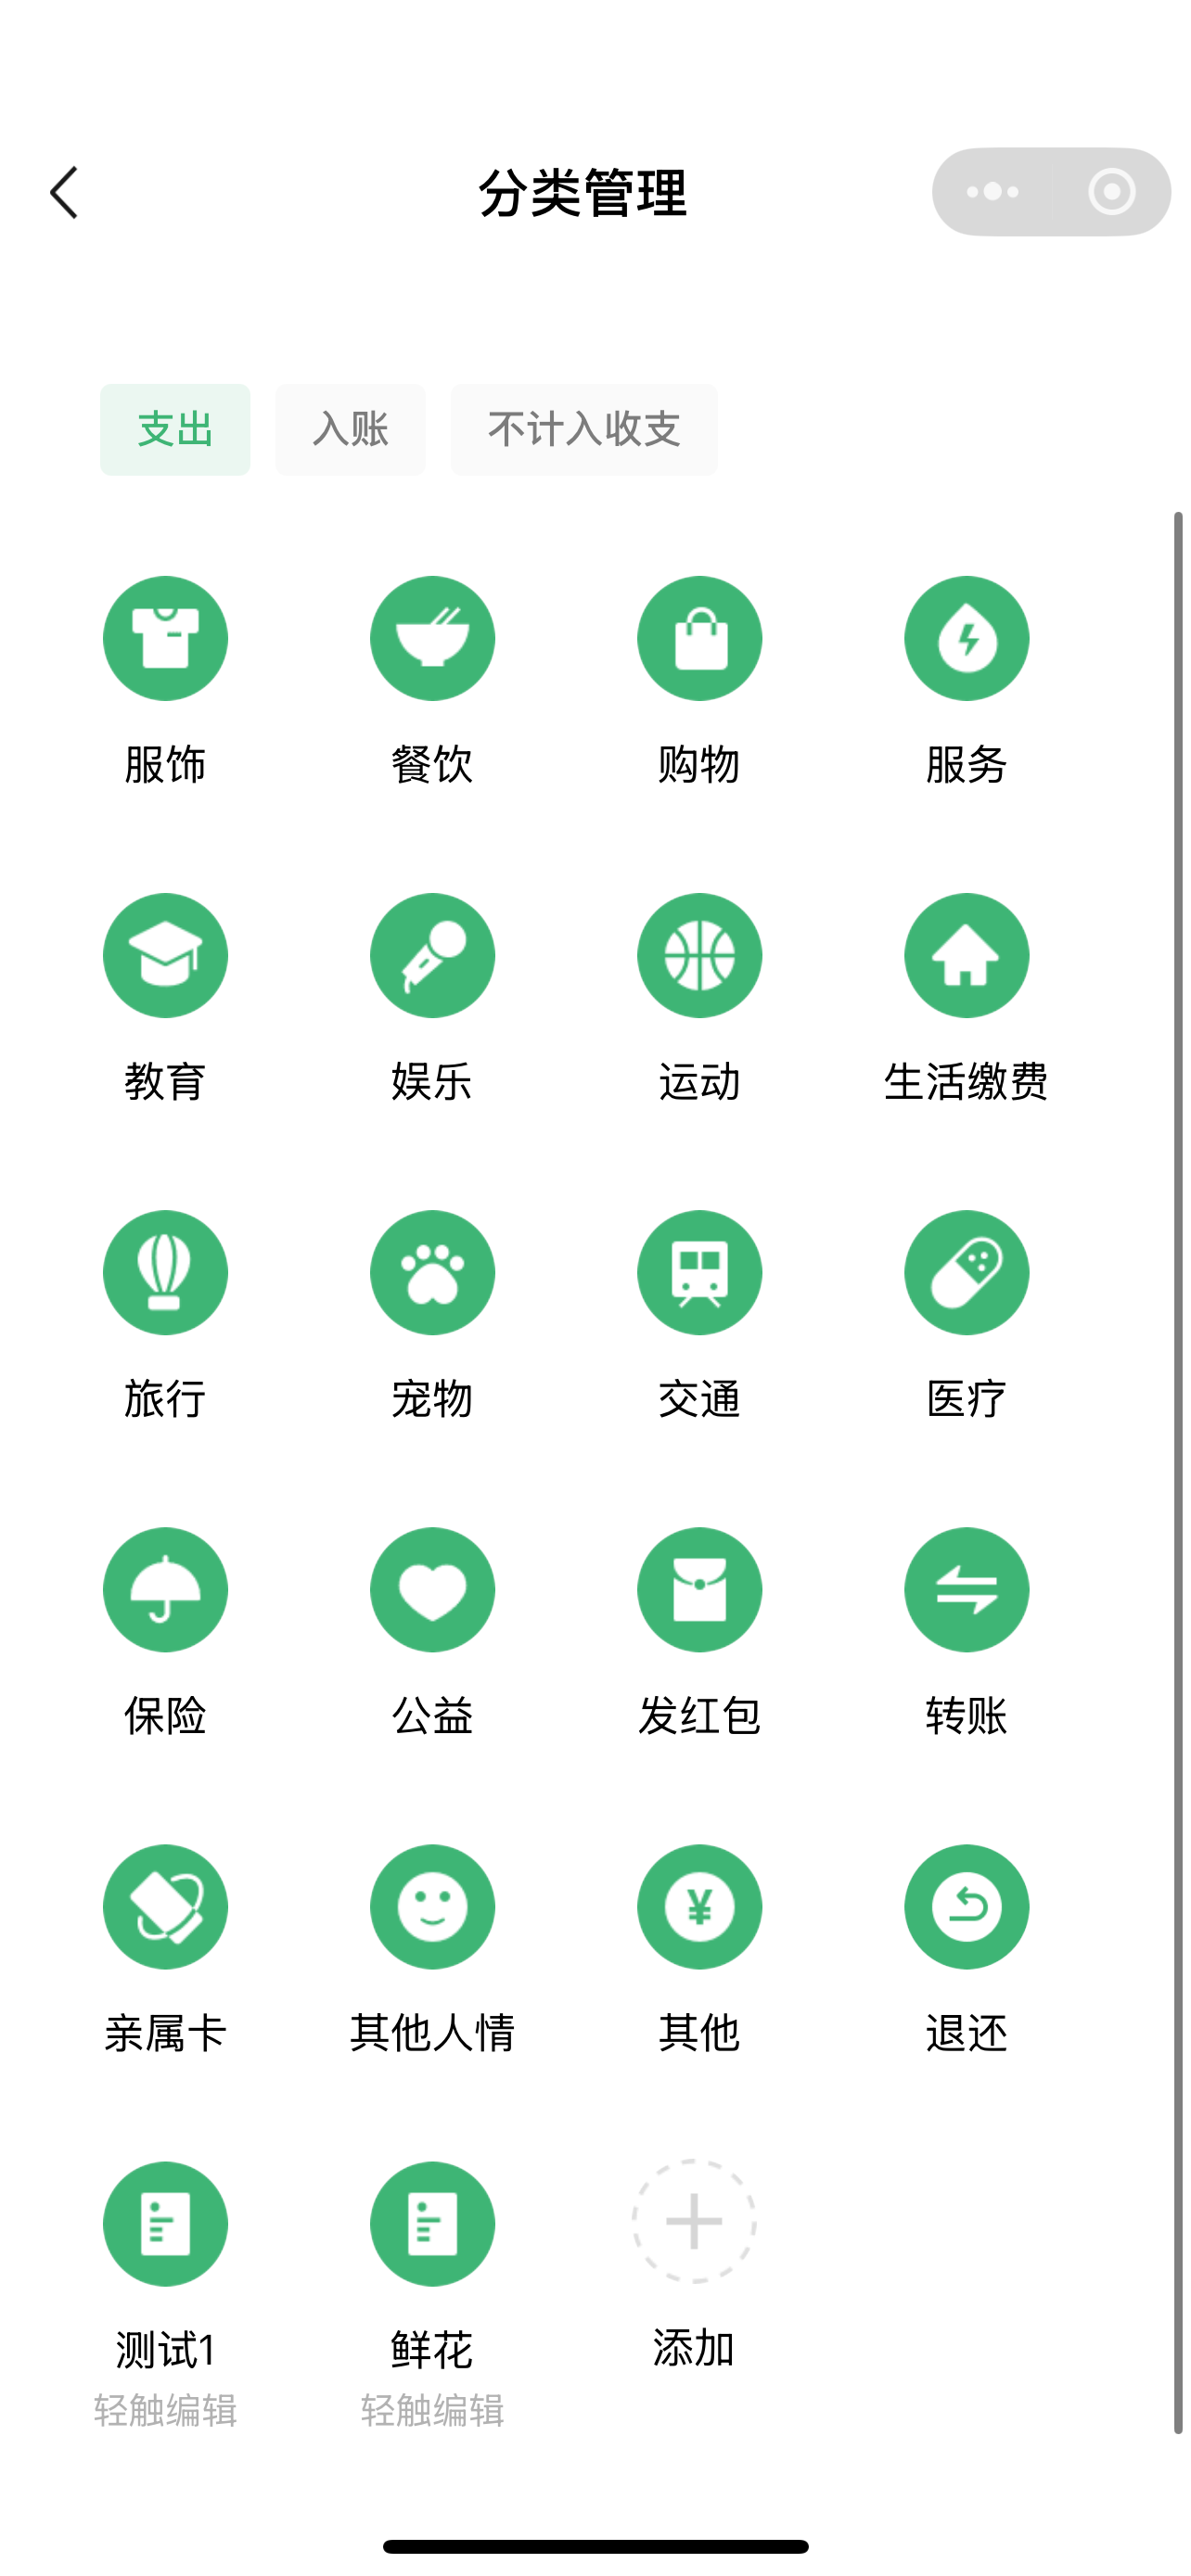 分类管理
支出 入账 不计入收支
服饰 餐饮 购物 服务
教育 娱乐 运动 生活缴费
旅行 宠物 交通 医疗
保险 公益 发红包 转账
¥
亲属卡 其他人情 其他 退还
测试1 鲜花 添加
轻触编辑 轻触编辑